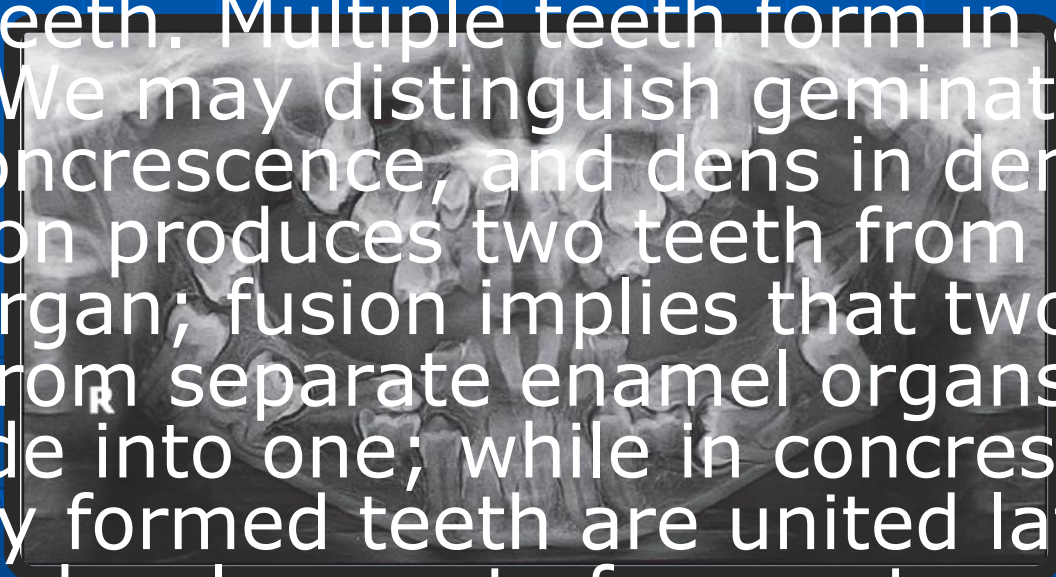 eeth. Multiple teeth form in
We may distinguish geminat
oncrescence, and dens in den
on produces two teeth from
rgan; fusion implies that two
rom separate enamel organs
R
de into one; while in concres
y formed teeth are united la